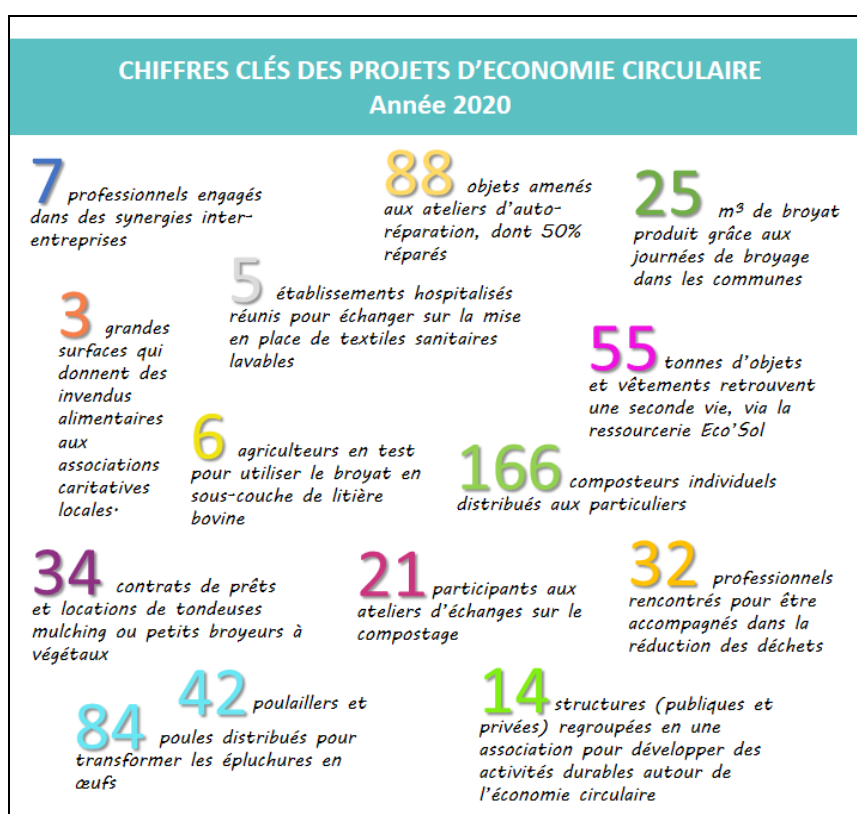 CHIFFRES CLÉS DES PROJETS D'ECONOMIE CIRCULAIRE
Année 2020
7 professionnels engagés
dans des synergies inter-
entreprises
88 objets amenés
aux ateliers d'auto-
réparation, dont 50%
réparés
25 m³ de broyat
produit grâce aux
journées de broyage
dans les communes
3 grandes
surfaces qui
donnent des
invendus
alimentaires
aux
associations
caritatives
locales.
5 établissements hospitalisés
réunis pour échanger sur la mise
en place de textiles sanitaires
lavables
55 tonnes d'objets
et vêtements retrouvent
une seconde vie, via la
ressourcerie Eco'Sol
6 agriculteurs en test
pour utiliser le broyat en
sous-couche de litière
bovine
166 composteurs individuels
distribués aux particuliers
34 contrats de prêts
et locations de tondeuses
mulching ou petits broyeurs à
végétaux
21 participants aux
ateliers d'échanges sur le
compostage
32 professionnels
rencontrés pour être
accompagnés dans la
réduction des déchets
42 poulaillers et
84 poules distribués pour
transformer les épluchures en
œufs
14 structures (publiques et
privées) regroupées en une
association pour développer des
activités durables autour de
l'économie circulaire